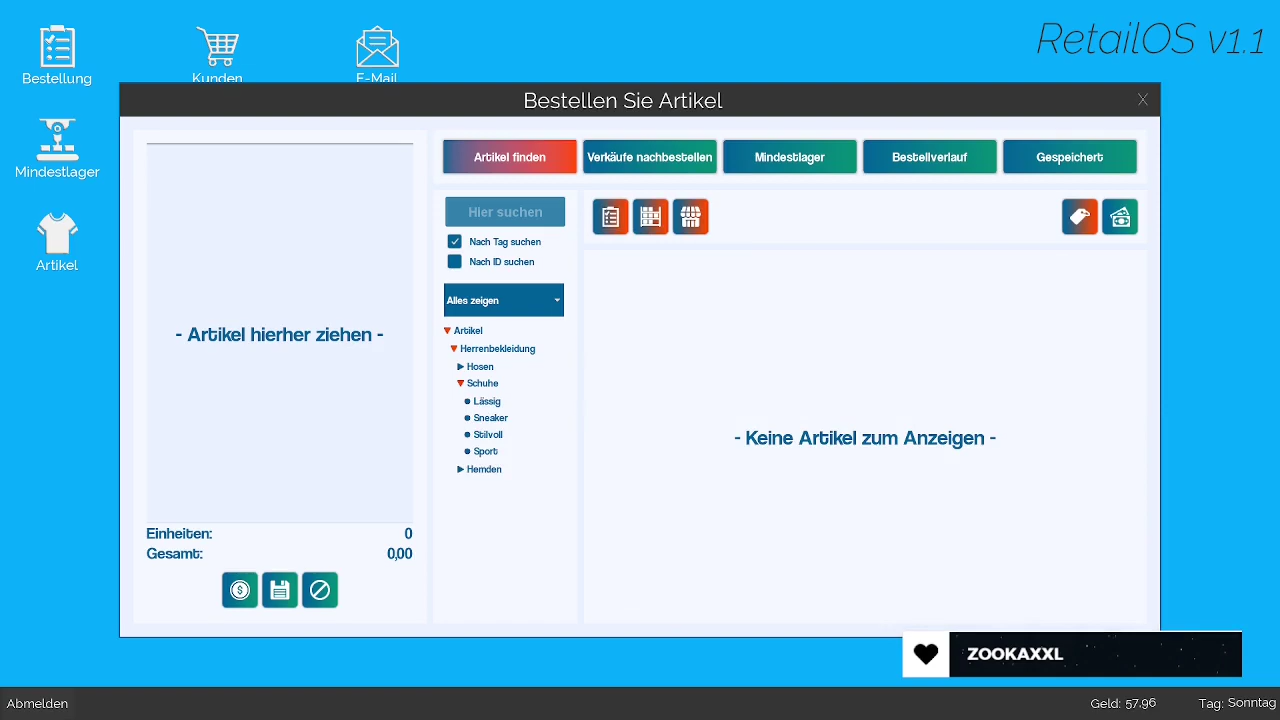 RetailOS v1.1
Bestellung
Kunden
E-Mail
Mindestlager
Artikel
Bestellen Sie Artikel
X
Artikel finden
Verkäufe nachbestellen
Mindestlager
Bestellverlauf
Gespeichert
- Artikel hierher ziehen -
Einheiten: 0
Gesamt: 0,00
Hier suchen
Nach Tag suchen
Nach ID suchen
Alles zeigen
Artikel
Herrenbekleidung
Hosen
Schuhe
Lässig
Sneaker
Stilvoll
Sport
Hemden
- Keine Artikel zum Anzeigen -
ZOOKAXXL
Abmelden
Geld: 57.96
Tag: Sonntag